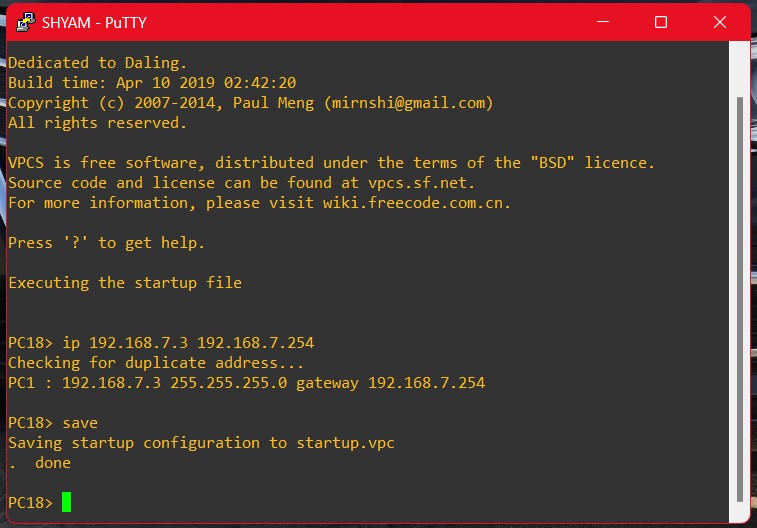 SHYAM - PuTTY
Dedicated to Daling.
Build time: Apr 10 2019 02:42:20
Copyright (c) 2007-2014, Paul Meng (mirnshi@gmail.com)
All rights reserved.
VPCS is free software, distributed under the terms of the "BSD" licence.
Source code and license can be found at vpcs.sf.net.
For more information, please visit wiki.freecode.com.cn.
Press '?' to get help.
Executing the startup file
PC18> ip 192.168.7.3 192.168.7.254
Checking for duplicate address...
PC1 : 192.168.7.3 255.255.255.0 gateway 192.168.7.254
PC18> save
Saving startup configuration to startup.vpc
.  done
PC18>